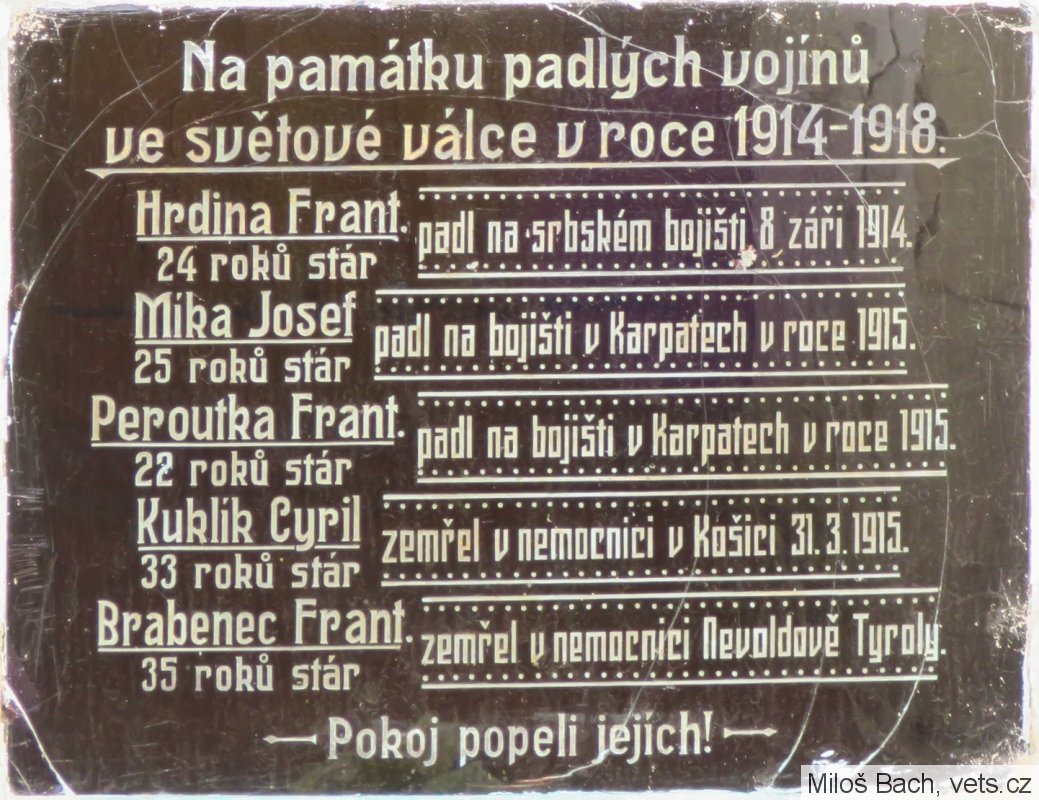 Na památku padlých vojínů
ve světové válce v roce 1914-1918.
Hrdina Frant.
24 roků stár
padl na srbském bojišti 8 září 1914.
Mika Josef
25 roků stár
padl na bojišti v Karpatech v roce 1915.
Peroutka Frant.
22 roků stár
padl na bojišti v Karpatech v roce 1915.
Kuklík Cyril
33 roků stár
zemřel v nemocnici v Košici 31.3.1915.
Brabenec Frant.
35 roků stár
zemřel v nemocnici Nevoldově Tyroly.
Pokoj popeli jejích!
Miloš Bach, vets.cz